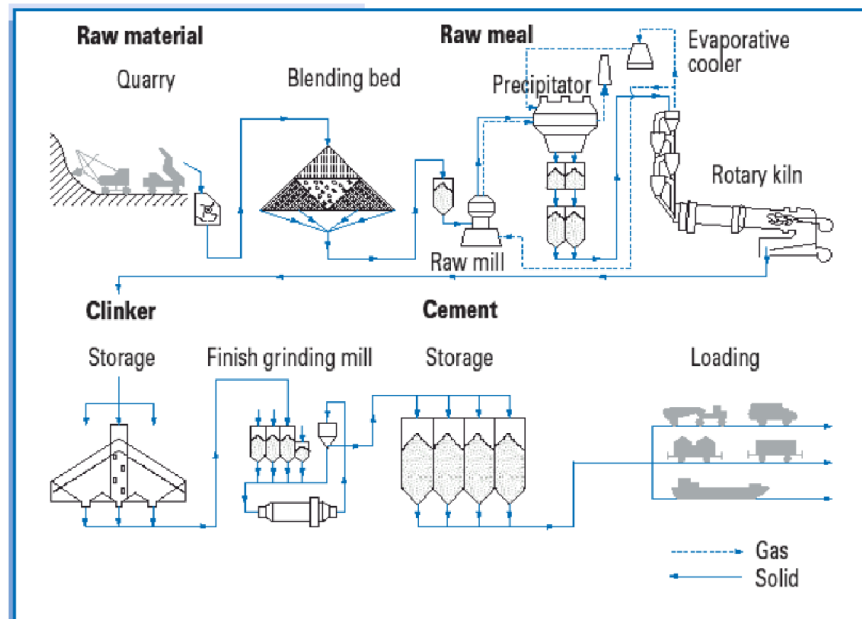 Raw material
Raw meal
Evaporative
cooler
Quarry
Blending bed
Precipitator
Rotary kiln
Raw mill
Clinker
Cement
Storage
Finish grinding mill
Storage
Loading
Gas
Solid